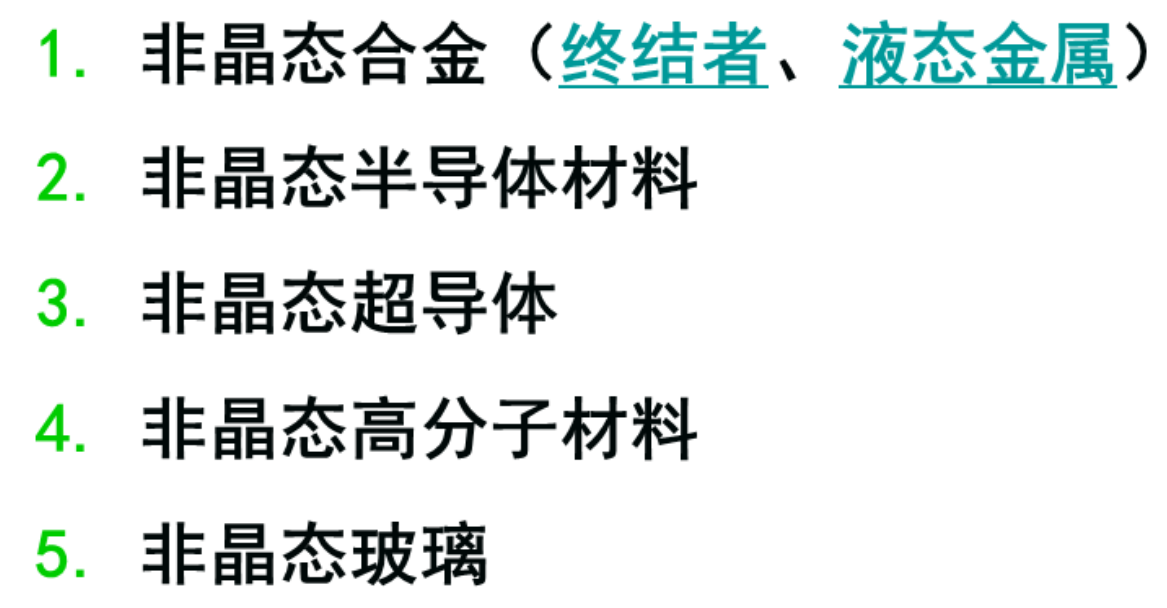 1. 非晶态合金（终结者、液态金属）
2. 非晶态半导体材料
3. 非晶态超导体
4. 非晶态高分子材料
5. 非晶态玻璃